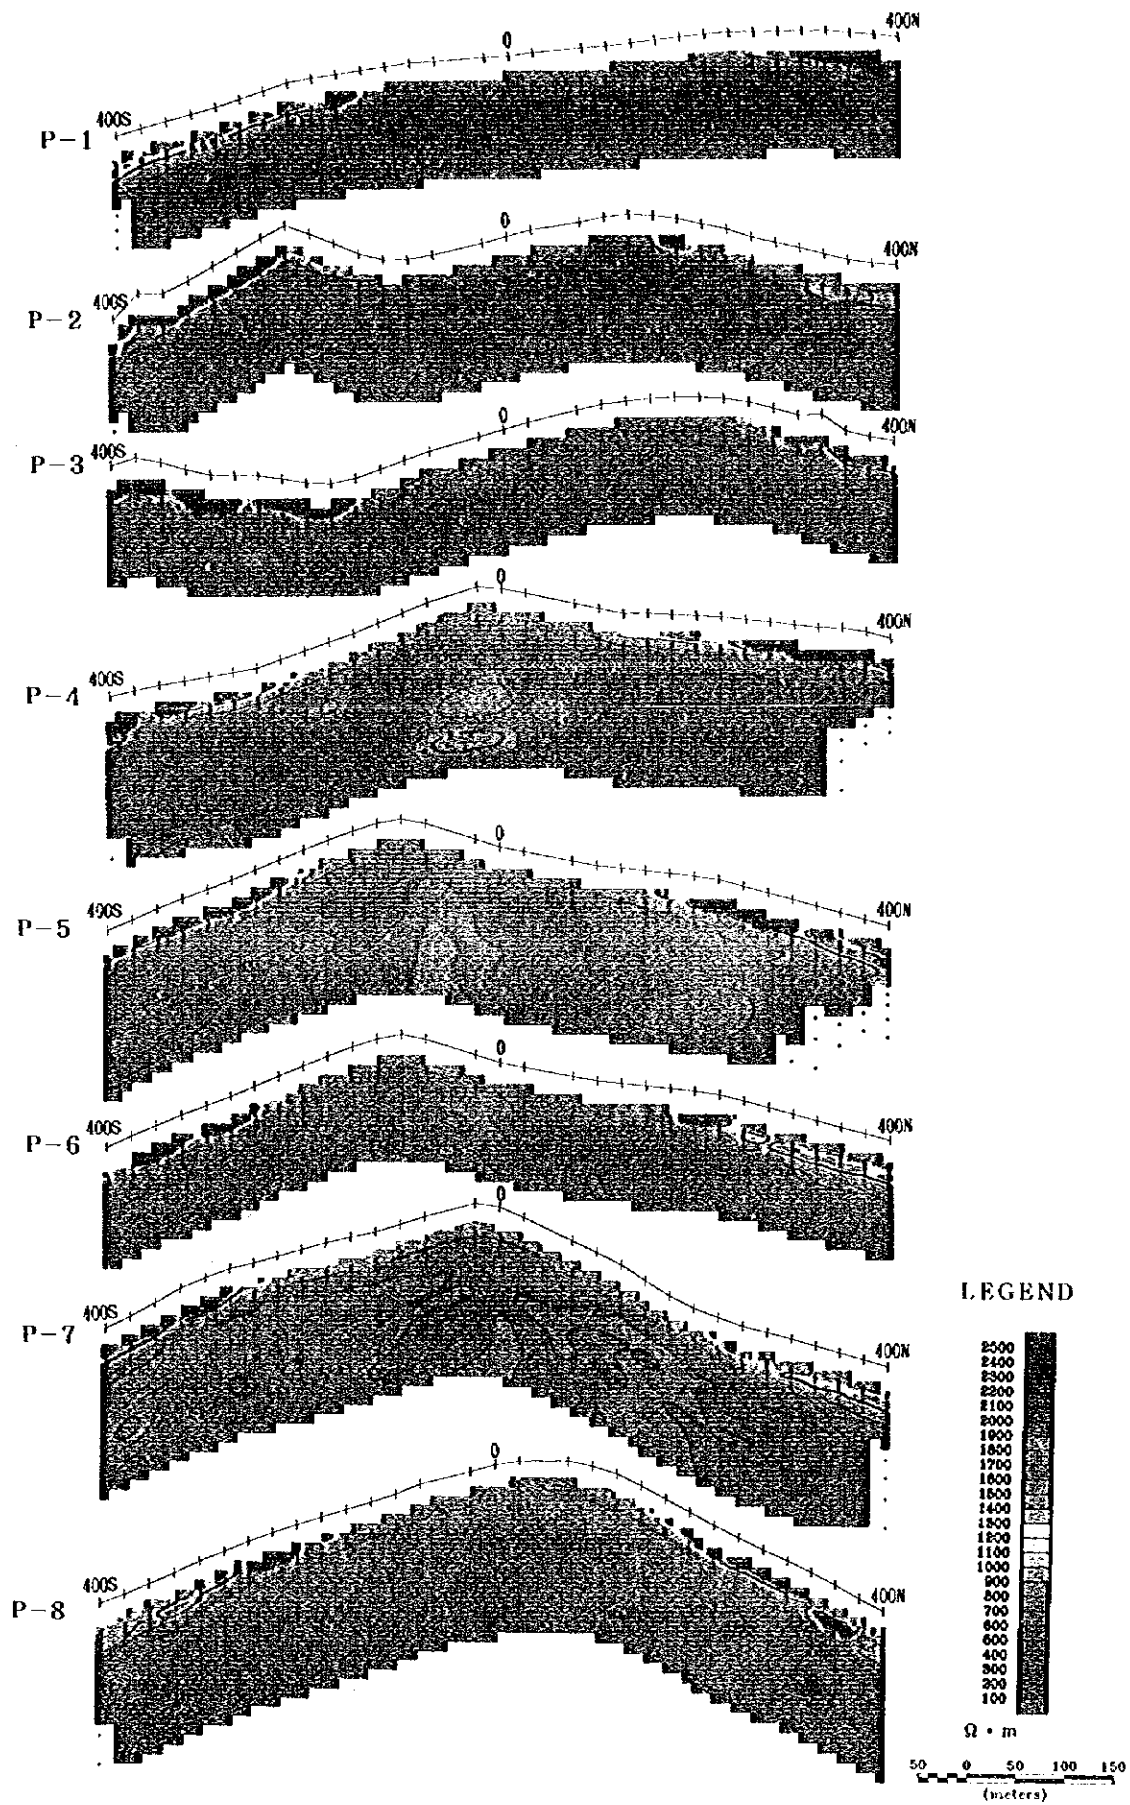 400N
0
400S
P-1
0
400N
400S
P-2
0
400N
400S
P-3
0
400N
400S
P-4
0
400S
400N
P-5
0
400S
400N
P-6
0
LEGEND
400S
P-7
400N
2500
2400
2300
2200
2100
2000
1900
1800
1700
1600
1500
1400
1300
1200
1100
1000
900
800
700
600
500
400
300
200
100
0
400S
400N
P-8
Ω・m
50 0 50 100 150
(meters)